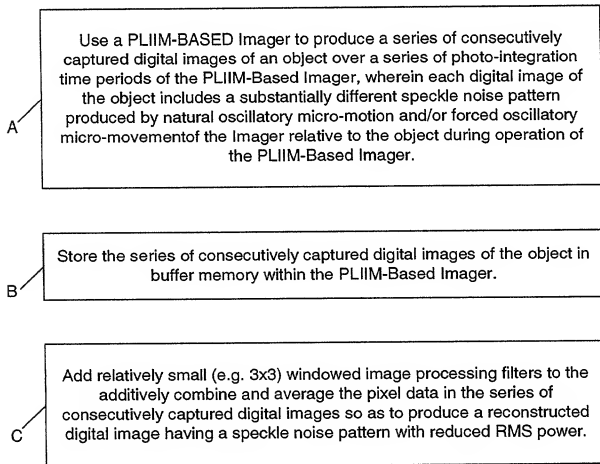 Use a PLIIM-BASED Imager to produce a series of consecutively
captured digital images of an object over a series of photo-integration
time periods of the PLIIM-Based Imager, wherein each digital image of
the object includes a substantially different speckle noise pattern
produced by natural oscillatory micro-motion and/or forced oscillatory
micro-movementof the Imager relative to the object during operation of
the PLIIM-Based Imager.
A
Store the series of consecutively captured digital images of the object in
buffer memory within the PLIIM-Based Imager.
B
Add relatively small (e.g. 3x3) windowed image processing filters to the
additively combine and average the pixel data in the series of
consecutively captured digital images so as to produce a reconstructed
digital image having a speckle noise pattern with reduced RMS power.
C